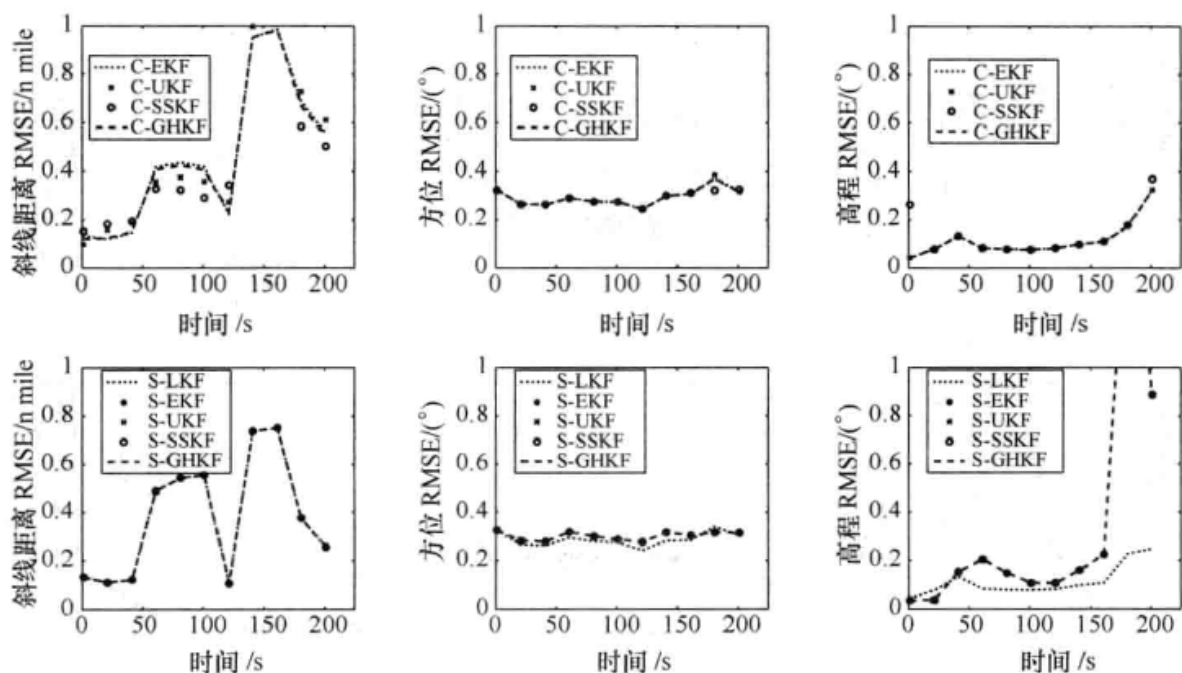 斜线距离 RMSE/n mile
1
0.8
0.6
0.4
0.2
0
C-EKF
C-UKF
C-SSKF
C-GHKF
0 50 100 150 200
时间 /s
方位 RMSE/(°)
1
0.8
0.6
0.4
0.2
0
C-EKF
C-UKF
C-SSKF
C-GHKF
0 50 100 150 200
时间 /s
高程 RMSE/(°)
1
0.8
0.6
0.4
0.2
0
C-EKF
C-UKF
C-SSKF
C-GHKF
0 50 100 150 200
时间 /s
斜线距离 RMSE/n mile
1
0.8
0.6
0.4
0.2
0
S-LKF
S-EKF
S-UKF
S-SSKF
S-GHKF
0 50 100 150 200
时间 /s
方位 RMSE/(°)
1
0.8
0.6
0.4
0.2
0
S-LKF
S-EKF
S-UKF
S-SSKF
S-GHKF
0 50 100 150 200
时间 /s
高程 RMSE/(°)
1
0.8
0.6
0.4
0.2
0
S-LKF
S-EKF
S-UKF
S-SSKF
S-GHKF
0 50 100 150 200
时间 /s